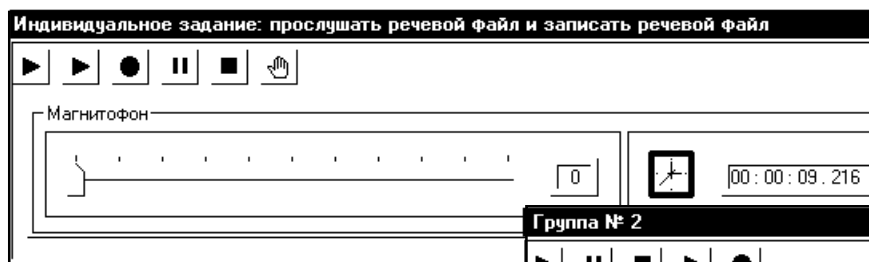 Индивидуальное задание: прослушать речевой файл и записать речевой файл
Магнитофон
0
00 : 00 : 09 . 216
Группа № 2